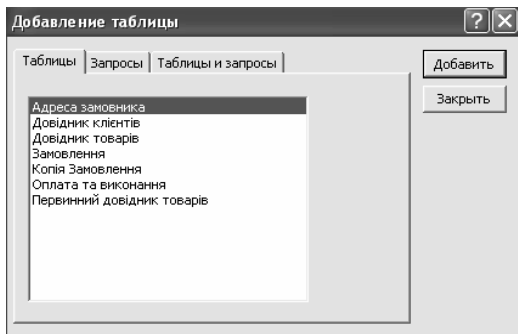 Добавление таблицы
Таблицы Запросы Таблицы и запросы
Добавить
Закрыть
Адреса замовника
Довідник клієнтів
Довідник товарів
Замовлення
Копія Замовлення
Оплата та виконання
Первинний довідник товарів